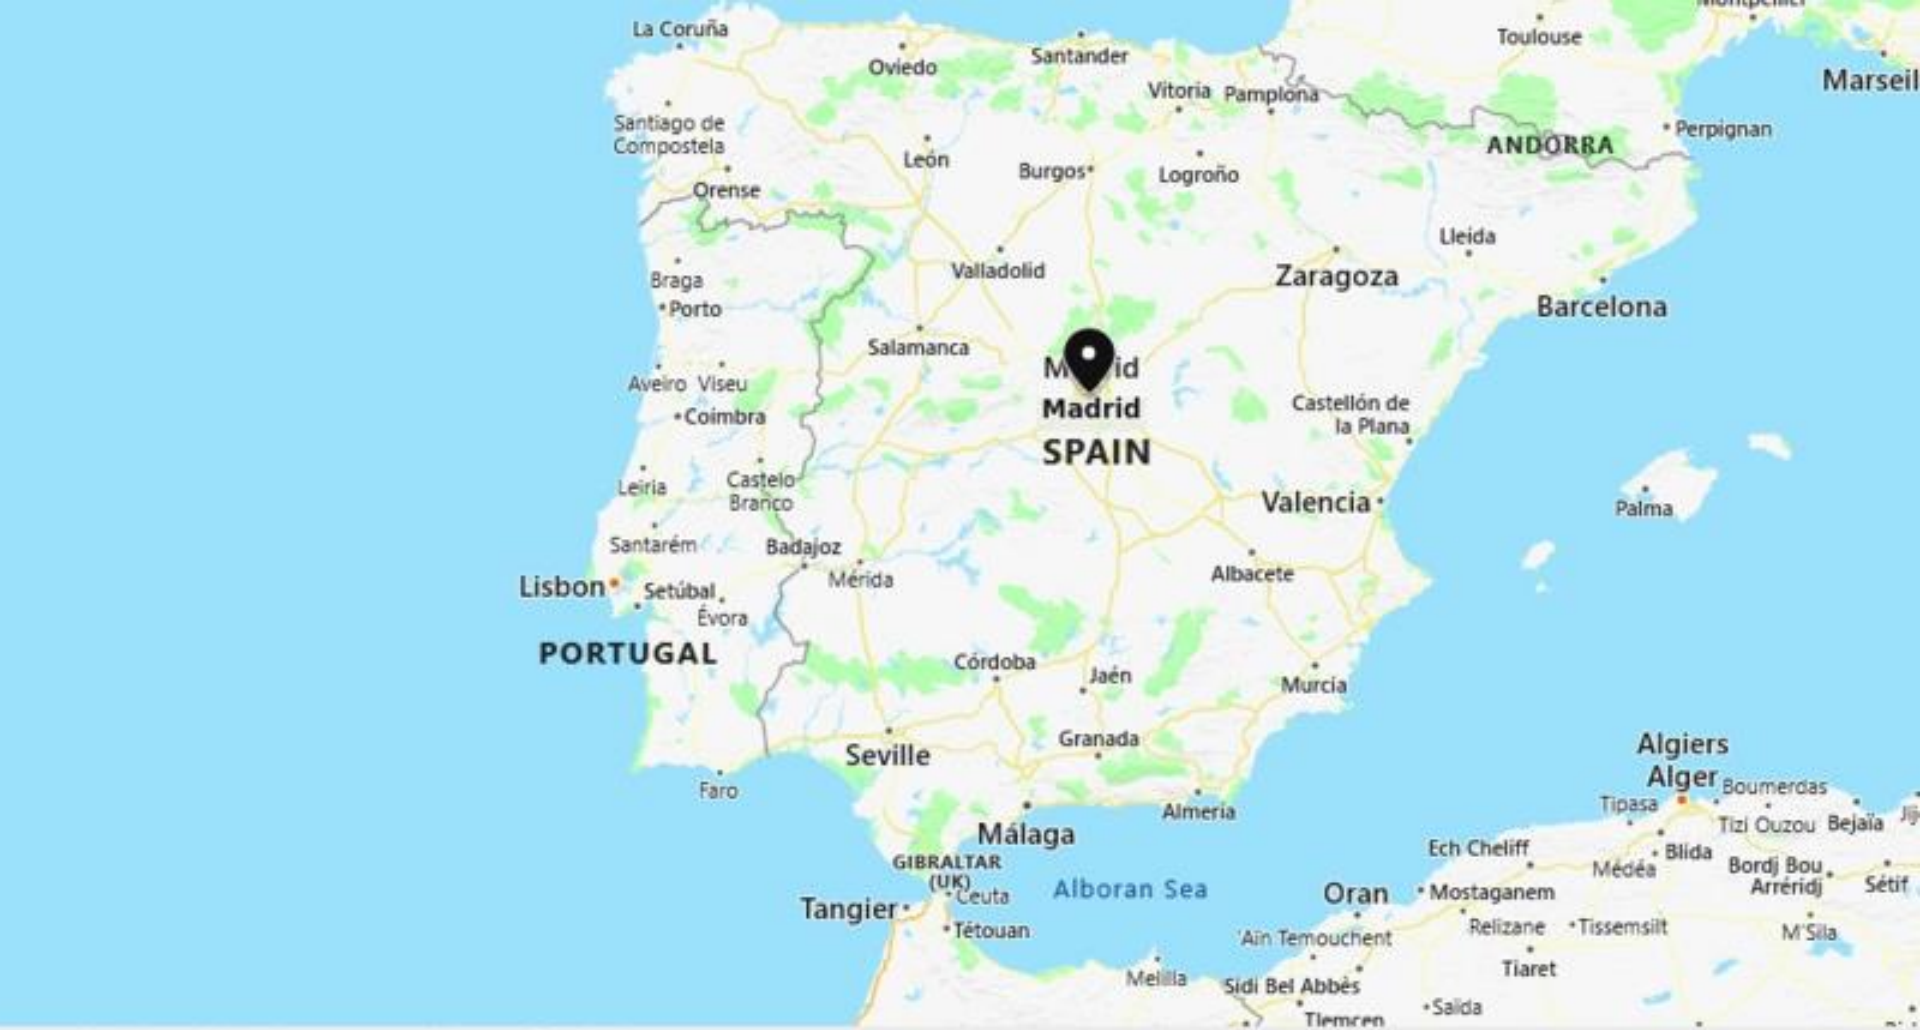 Montpellier
La Coruña
Toulouse
Santander
Oviedo
Marseil
Vitoria
Pamplona
Santiago de
Compostela
Perpignan
ANDORRA
León
Burgos
Logroño
Orense
Lleida
Valladolid
Zaragoza
Braga
Porto
Barcelona
Salamanca
Madrid
Aveiro
Viseu
Castellón de
la Plana
Madrid
Coimbra
SPAIN
Castelo
Branco
Leiria
Valencia
Palma
Santarém
Badajoz
Albacete
Mérida
Lisbon
Setúbal
Évora
PORTUGAL
Córdoba
Jaén
Murcia
Granada
Algiers
Seville
Alger
Boumerdas
Faro
Tipasa
Almería
Jij
Tizi Ouzou
Bejaïa
Málaga
Ech Cheliff
Blida
GIBRALTAR
(UK)
Médéa
Bordj Bou
Arréridj
Sétif
Alboran Sea
Ceuta
Oran
Mostaganem
Tangier
Tétouan
Relizane
Tissemsilt
M'Sila
'Aïn Temouchent
Tiaret
Melilla
Sidi Bel Abbès
Saïda
Tlemcen